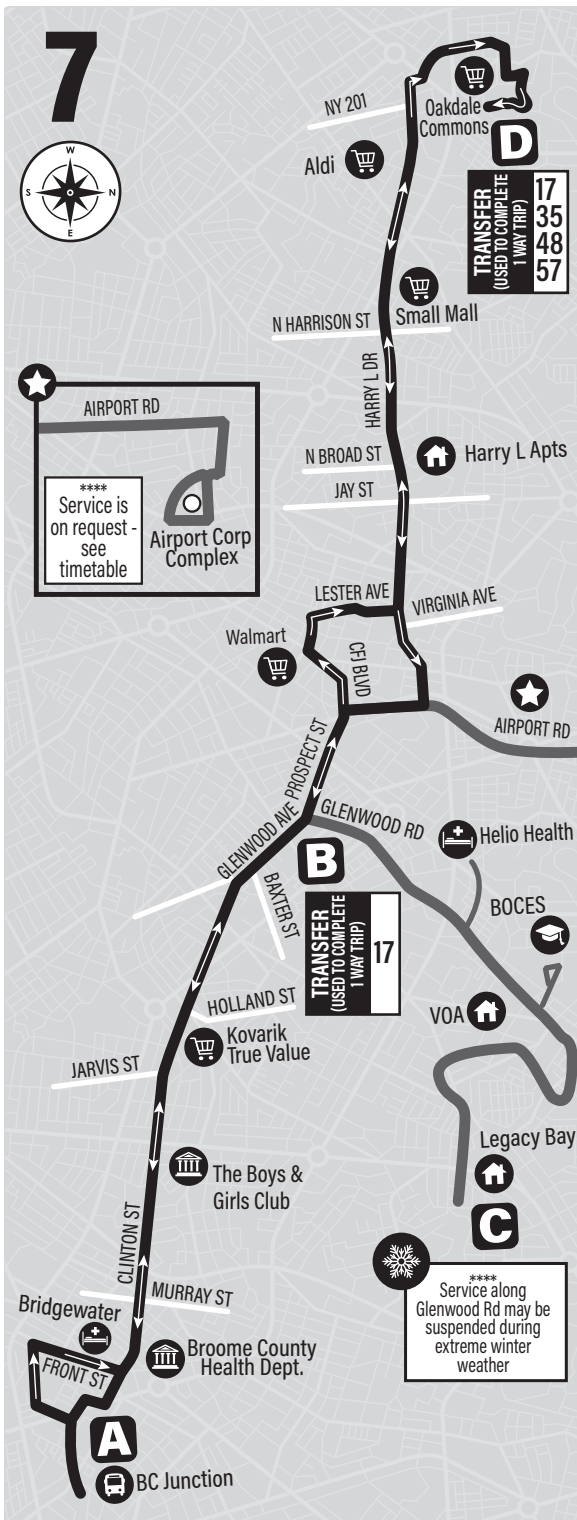 7
W
S
N
E
NY 201
Oakdale
Commons
D
Aldi
TRANSFER
(USED TO COMPLETE
1 WAY TRIP)
17
35
48
57
Small Mall
N HARRISON ST
HARRY L DR
AIRPORT RD
****
Service is
on request -
see
timetable
Airport Corp
Complex
N BROAD ST
Harry L Apts
JAY ST
LESTER AVE
VIRGINIA AVE
Walmart
CFJ BLVD
AIRPORT RD
PROSPECT ST
GLENWOOD AVE
GLENWOOD RD
B
Helio Health
BAXTER ST
TRANSFER
(USED TO COMPLETE
1 WAY TRIP)
17
BOCES
HOLLAND ST
VOA
Kovarik
True Value
JARVIS ST
Legacy Bay
C
The Boys &
Girls Club
CLINTON ST
MURRAY ST
****
Service along
Glenwood Rd may be
suspended during
extreme winter
weather
Bridgewater
FRONT ST
Broome County
Health Dept.
A
BC Junction